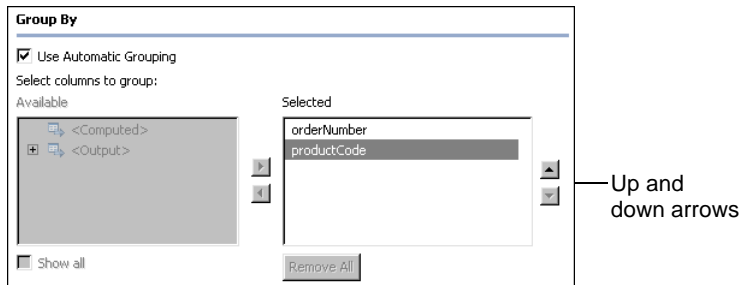 Group By
Use Automatic Grouping
Select columns to group:
Available
Selected
<Computed>
<Output>
orderNumber
productCode
Up and
down arrows
Show all
Remove All